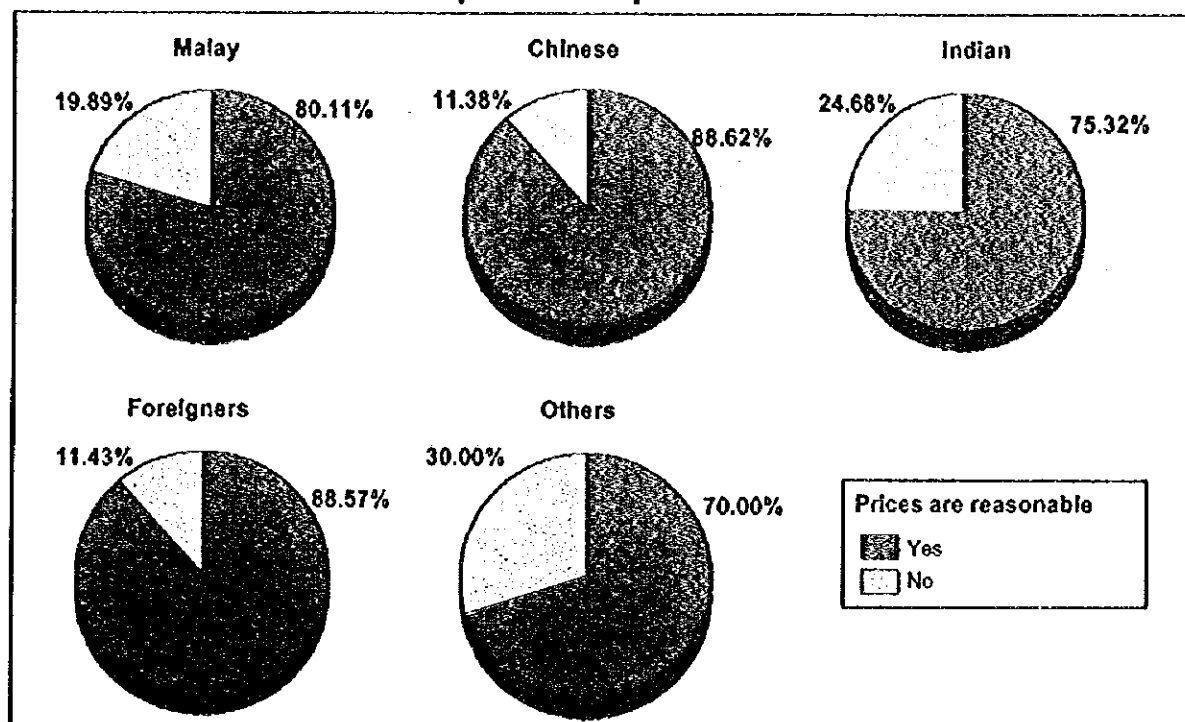 Malay
19.89%
80.11%
Chinese
11.38%
88.62%
Indian
24.68%
75.32%
Foreigners
11.43%
88.57%
Others
30.00%
70.00%
Prices are reasonable
Yes
No